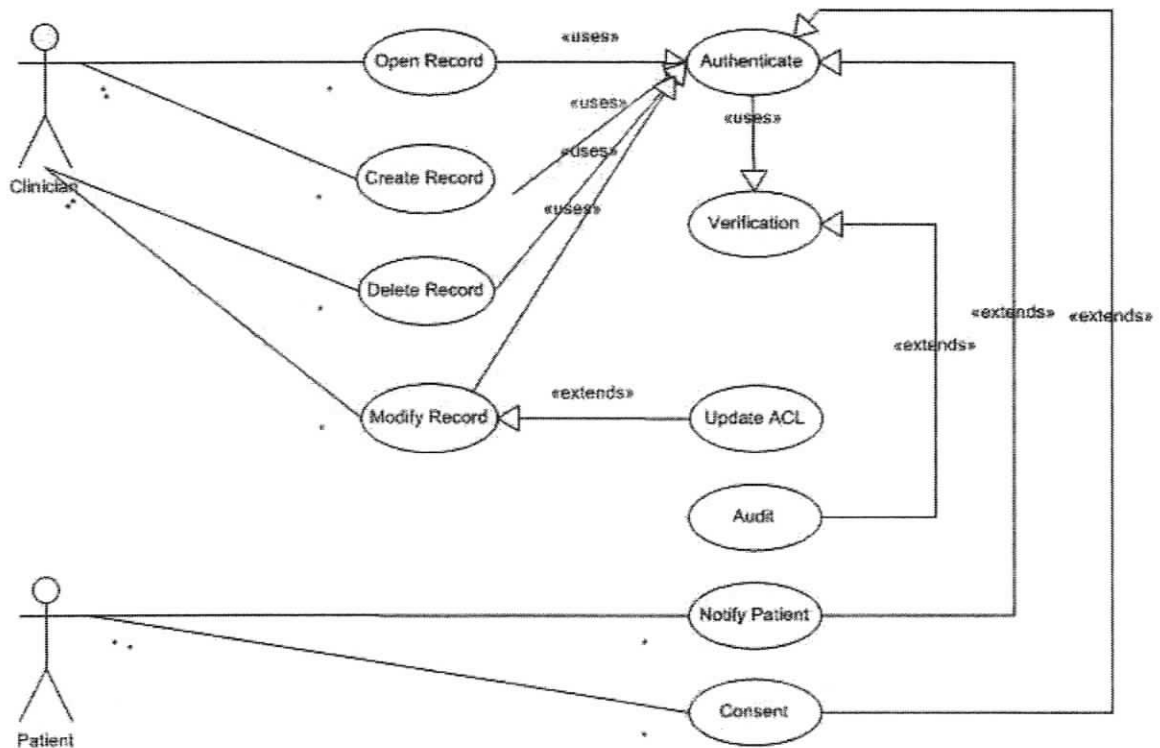 «uses»
Open Record
Authenticate
«uses»
«uses»
Create Record
«uses»
Clinician
«uses»
Verification
Delete Record
«extends»
«extends»
«extends»
Modify Record
«extends»
Update ACL
Audit
Notify Patient
Consent
Patient